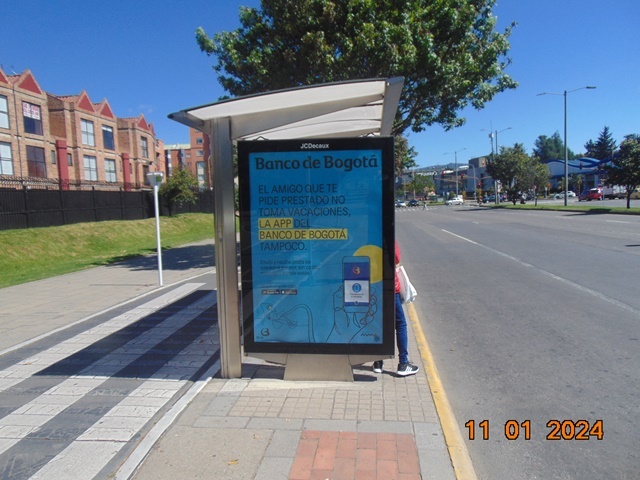 JCDecaux
Banco de Bogotá
EL AMIGO QUE TE
PIDE PRESTADO NO
TOMA VACACIONES,
LA APP DEL
BANCO DE BOGOTÁ
TAMPOCO.
11 01 2024